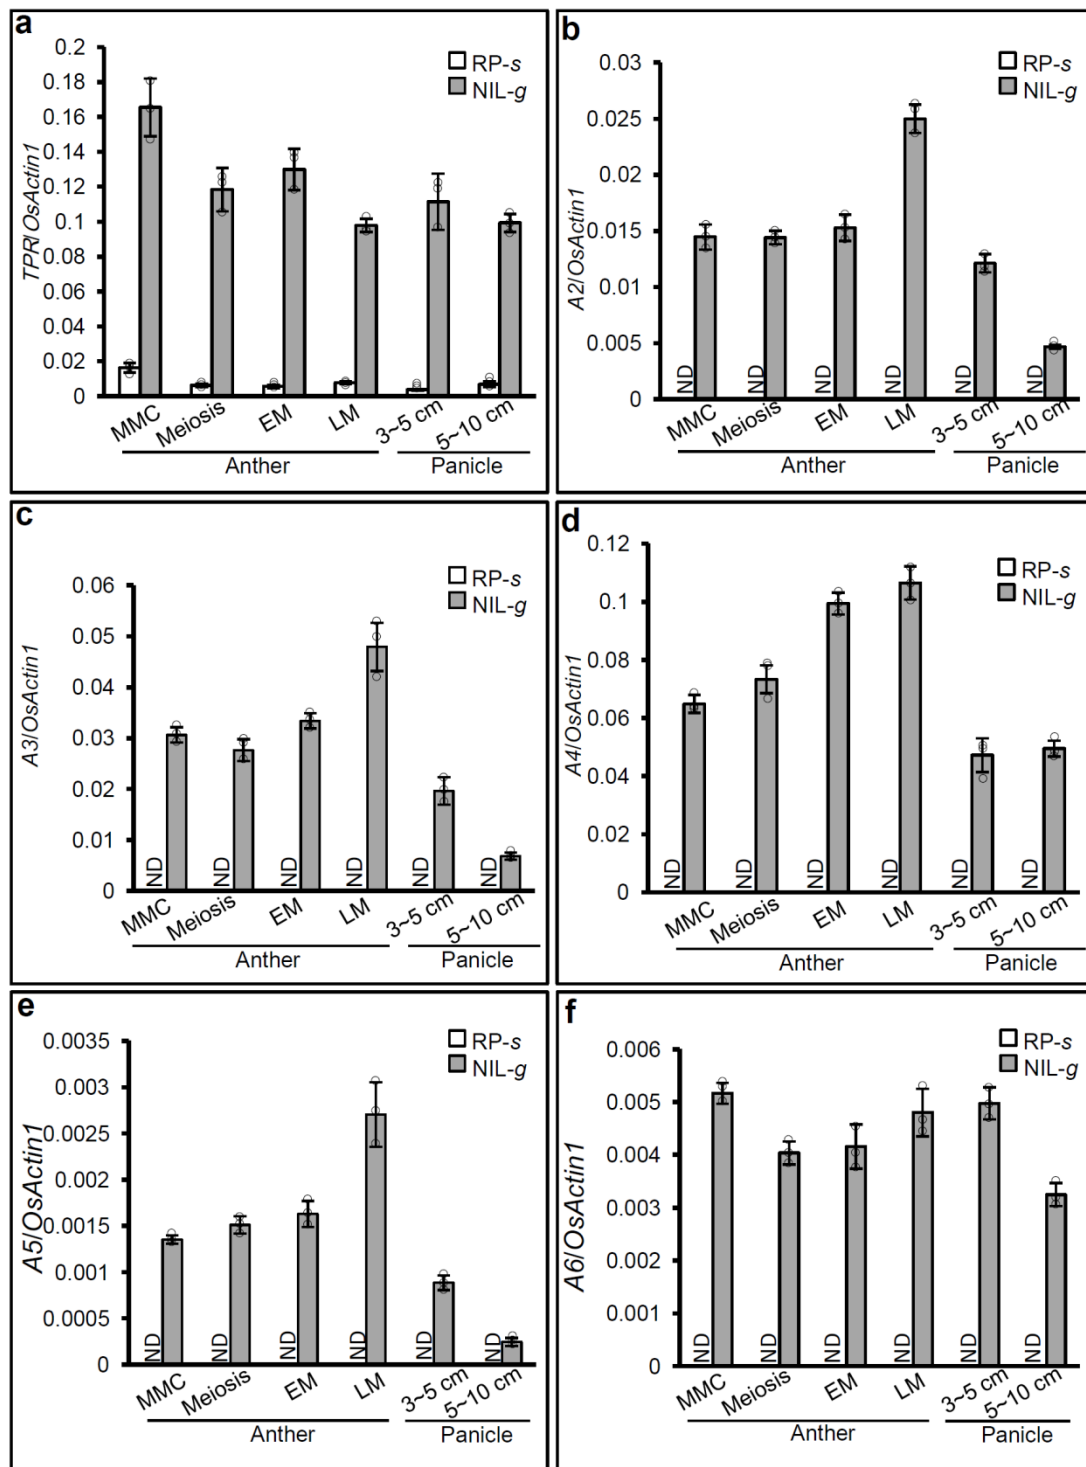 a
TPR/OsActin1
0.2
0.18
0.16
0.14
0.12
0.1
0.08
0.06
0.04
0.02
0
RP-s
NIL-g
MMC Meiosis EM LM 3~5 cm 5~10 cm
Anther Panicle
b
A2/OsActin1
0.03
0.025
0.02
0.015
0.01
0.005
0
RP-s
NIL-g
ND ND ND ND ND ND
MMC Meiosis EM LM 3~5 cm 5~10 cm
Anther Panicle
c
A3/OsActin1
0.06
0.05
0.04
0.03
0.02
0.01
0
RP-s
NIL-g
ND ND ND ND ND ND
MMC Meiosis EM LM 3~5 cm 5~10 cm
Anther Panicle
d
A4/OsActin1
0.12
0.1
0.08
0.06
0.04
0.02
0
RP-s
NIL-g
ND ND ND ND ND ND
MMC Meiosis EM LM 3~5 cm 5~10 cm
Anther Panicle
e
A5/OsActin1
0.0035
0.003
0.0025
0.002
0.0015
0.001
0.0005
0
RP-s
NIL-g
ND ND ND ND ND ND
MMC Meiosis EM LM 3~5 cm 5~10 cm
Anther Panicle
f
A6/OsActin1
0.006
0.005
0.004
0.003
0.002
0.001
0
RP-s
NIL-g
ND ND ND ND ND ND
MMC Meiosis EM LM 3~5 cm 5~10 cm
Anther Panicle